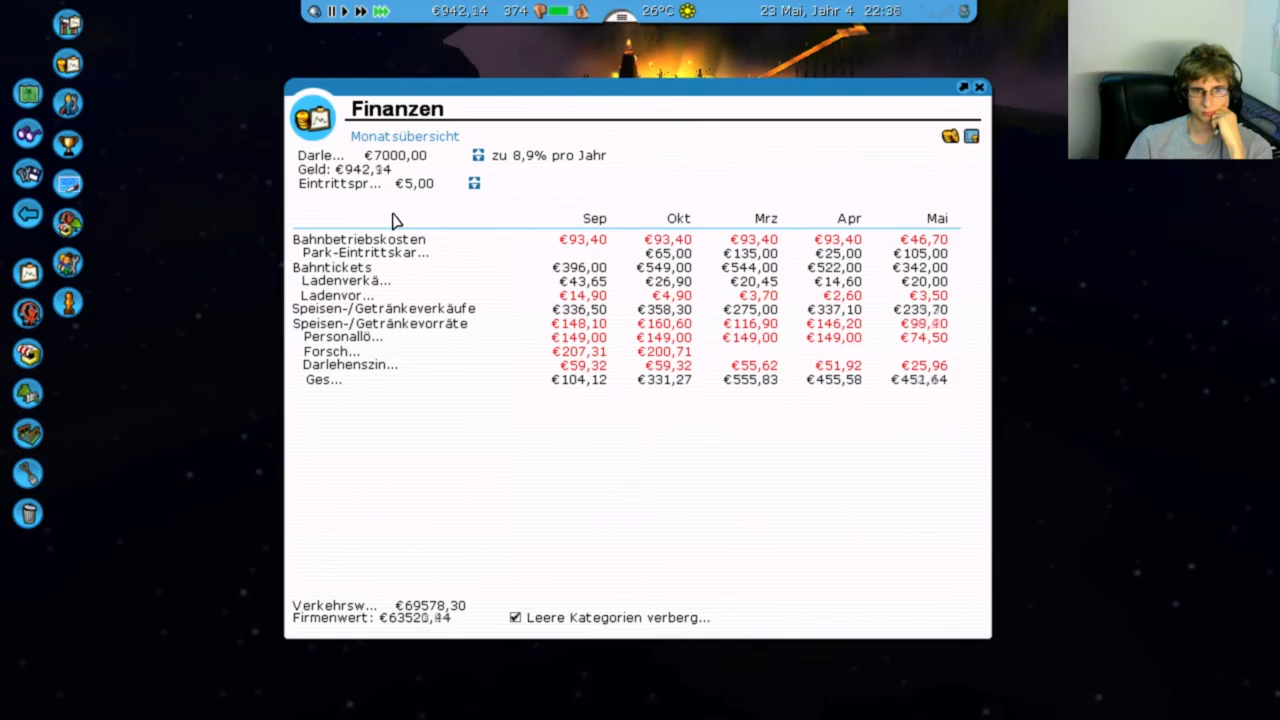 €942,14 374 26°C 23 Mai, Jahr 4 22:36
Finanzen
Monatsübersicht
Darle... €7000,00 zu 8,9% pro Jahr
Geld: €942,14
Eintrittspr... €5,00
Sep Okt Mrz Apr Mai
Bahnbetriebskosten €93,40 €93,40 €93,40 €93,40 €46,70
Park-Eintrittskar... €65,00 €135,00 €25,00 €105,00
Bahntickets €396,00 €549,00 €544,00 €522,00 €342,00
Ladenverkä... €43,65 €26,90 €20,45 €14,60 €20,00
Ladenvor... €14,90 €4,90 €3,70 €2,60 €3,50
Speisen-/Getränkeverkäufe €336,50 €358,30 €275,00 €337,10 €233,70
Speisen-/Getränkevorräte €148,10 €160,60 €116,90 €146,20
Personallö... €149,00 €149,00 €149,00 €149,00 €74,50
Forsch... €207,31 €200,71
Darlehenszin... €59,32 €59,32 €55,62 €51,92 €25,96
Ges... €104,12 €331,27 €555,83 €455,58 €451,64
Verkehrsw... €69578,30
Firmenwert: Leere Kategorien verberg...